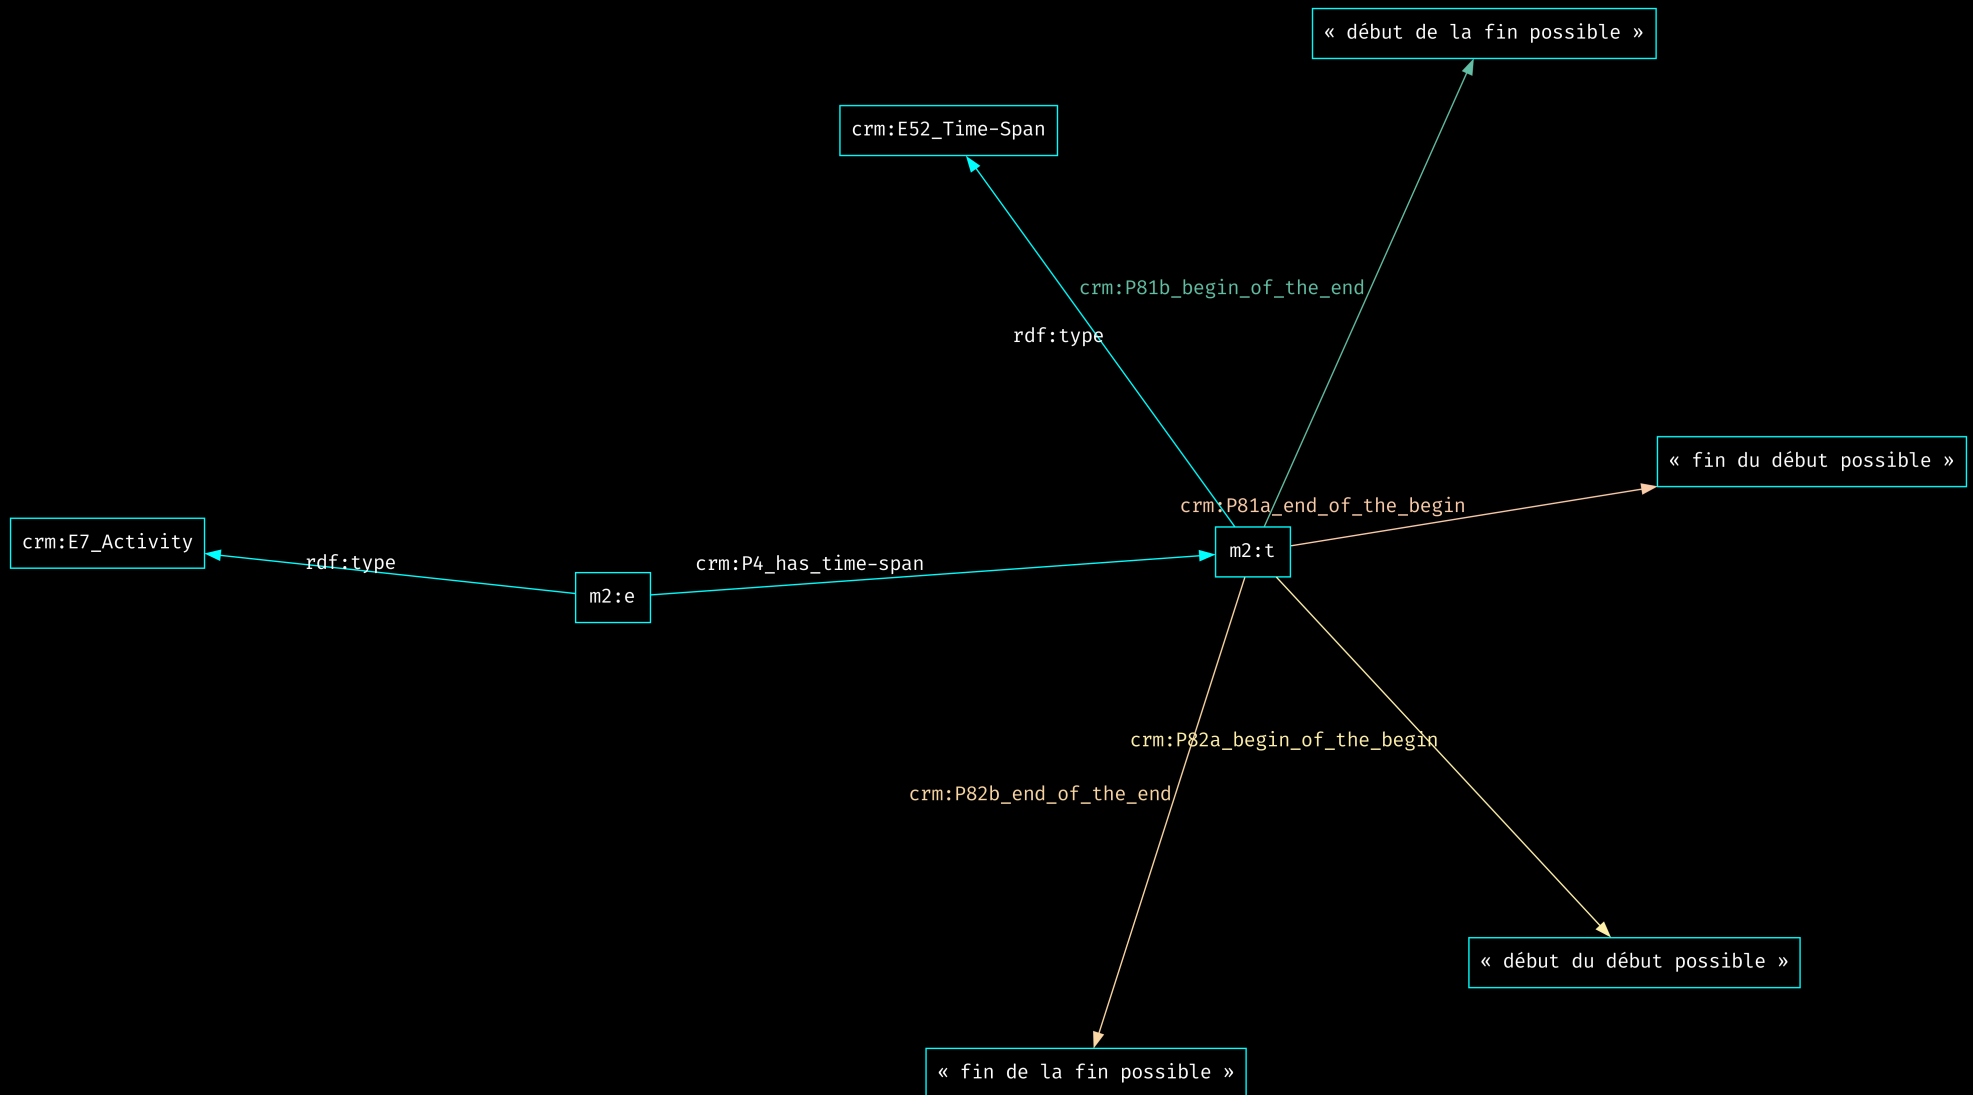 « début de la fin possible »
crm:E52_Time-Span
crm:P81b_begin_of_the_end
rdf:type
« fin du début possible »
crm:P81a_end_of_the_begin
crm:E7_Activity
rdf:type
crm:P4_has_time-span
m2:t
m2:e
crm:P82a_begin_of_the_begin
crm:P82b_end_of_the_end
« début du début possible »
« fin de la fin possible »